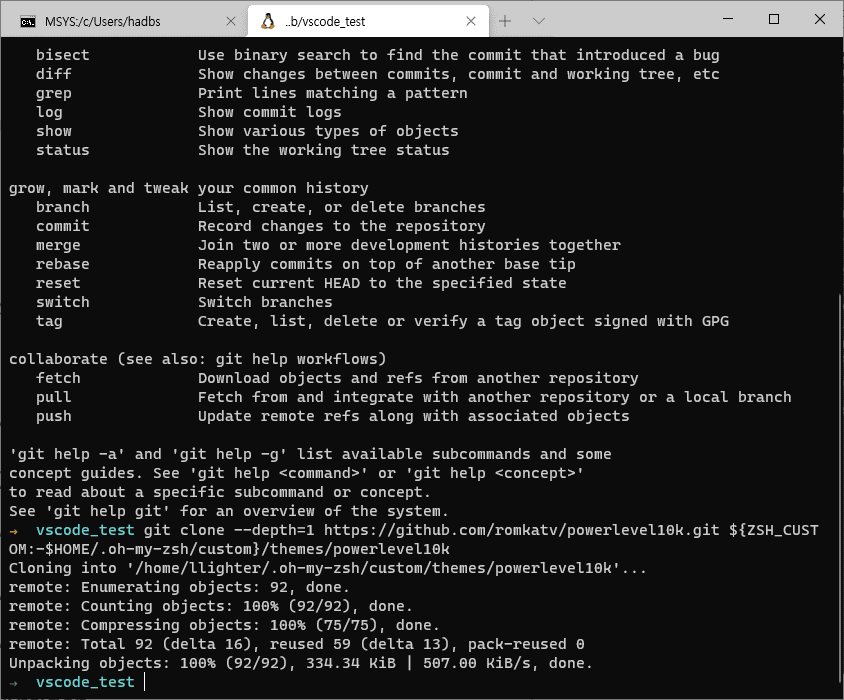 MSYS:/c/Users/hadbs
..b/vscode_test
bisect Use binary search to find the commit that introduced a bug
diff Show changes between commits, commit and working tree, etc
grep Print lines matching a pattern
log Show commit logs
show Show various types of objects
status Show the working tree status
grow, mark and tweak your common history
branch List, create, or delete branches
commit Record changes to the repository
merge Join two or more development histories together
rebase Reapply commits on top of another base tip
reset Reset current HEAD to the specified state
switch Switch branches
tag Create, list, delete or verify a tag object signed with GPG
collaborate (see also: git help workflows)
fetch Download objects and refs from another repository
pull Fetch from and integrate with another repository or a local branch
push Update remote refs along with associated objects
'git help -a' and 'git help -g' list available subcommands and some
concept guides. See 'git help <command>' or 'git help <concept>'
to read about a specific subcommand or concept.
See 'git help git' for an overview of the system.
→ vscode_test git clone --depth=1 https://github.com/romkatv/powerlevel10k.git ${ZSH_CUST
OM:-$HOME/.oh-my-zsh/custom}/themes/powerlevel10k
Cloning into '/home/llighter/.oh-my-zsh/custom/themes/powerlevel10k'...
remote: Enumerating objects: 92, done.
remote: Counting objects: 100% (92/92), done.
remote: Compressing objects: 100% (75/75), done.
remote: Total 92 (delta 16), reused 59 (delta 13), pack-reused 0
Unpacking objects: 100% (92/92), 334.34 KiB | 507.00 KiB/s, done.
→ vscode_test